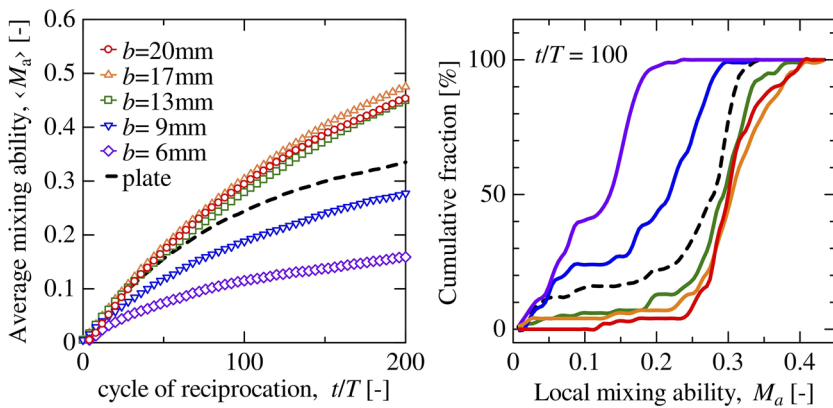 Average mixing ability, ⟨Mₐ⟩ [-]
0.6
0.5
0.4
0.3
0.2
0.1
0
b=20mm
b=17mm
b=13mm
b= 9mm
b= 6mm
plate
0 100 200
cycle of reciprocation, t/T [-]
Cumulative fraction [%]
100
50
0
t/T = 100
0 0.1 0.2 0.3 0.4
Local mixing ability, Mₐ [-]